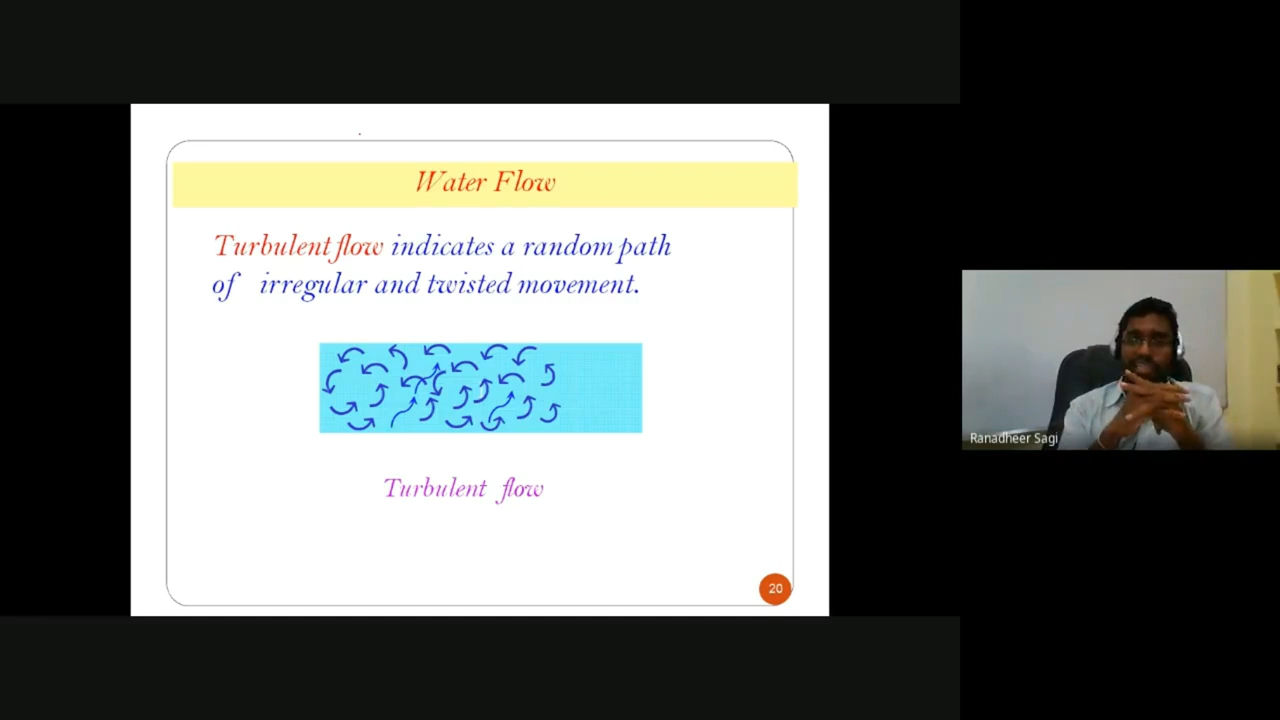 Water Flow
Turbulent flow indicates a random path
of irregular and twisted movement.
Turbulent flow
20
Ranadheer Sagi